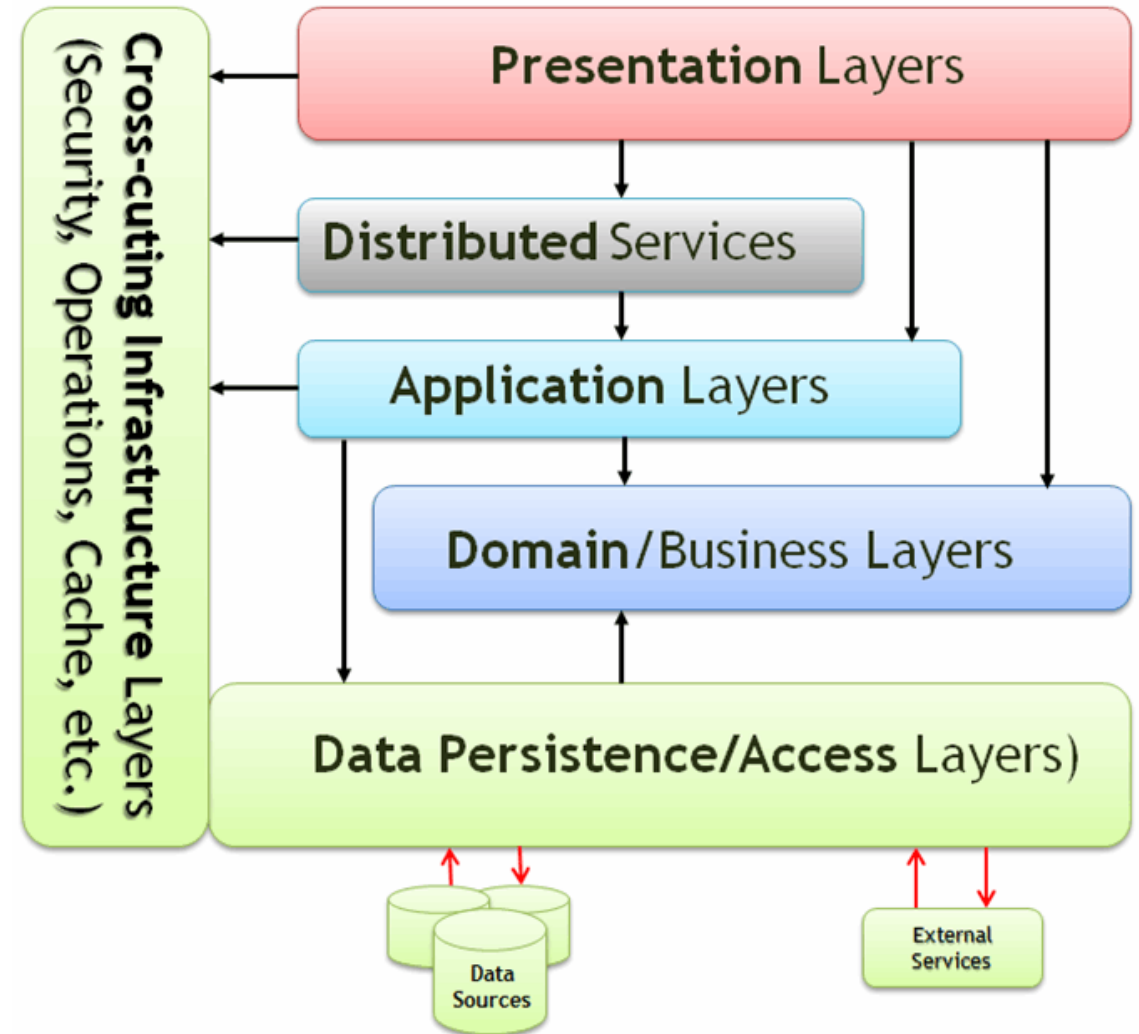 Cross-cuting Infrastructure Layers
(Security, Operations, Cache, etc.)
Presentation Layers
Distributed Services
Application Layers
Domain/Business Layers
Data Persistence/Access Layers)
Data
Sources
External
Services